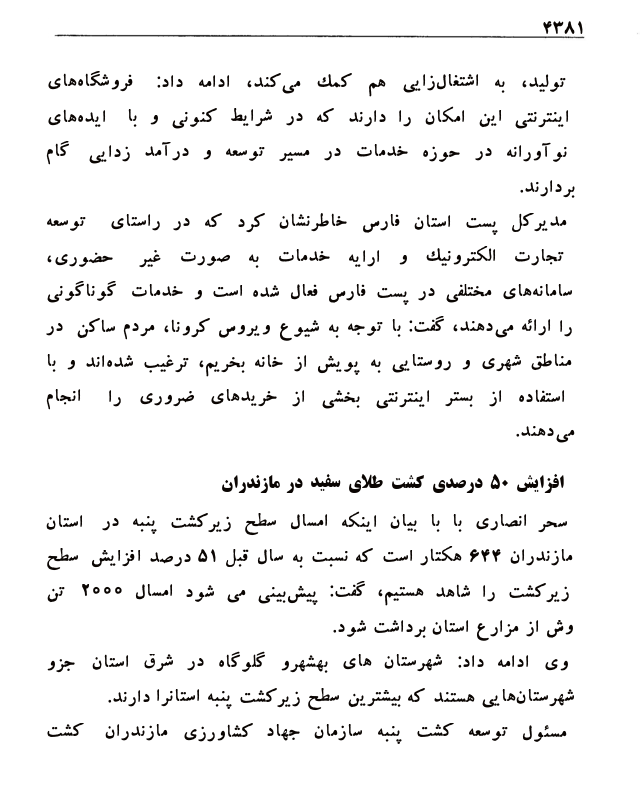 ۴۳۸۱
تولید، به اشتغال‌زایی هم کمك می‌کند، ادامه داد: فروشگاه‌های
اینترنتی این امکان را دارند که در شرایط کنونی و با ایده‌های
نوآورانه در حوزه خدمات در مسیر توسعه و درآمد زدایی گام
بردارند.
مدیرکل پست استان فارس خاطرنشان کرد که در راستای توسعه
تجارت الکترونیك و ارایه خدمات به صورت غیر حضوری،
سامانه‌های مختلفی در پست فارس فعال شده است و خدمات گوناگونی
را ارائه می‌دهند، گفت: با توجه به شیوع ویروس کرونا، مردم ساکن در
مناطق شهری و روستایی به پویش از خانه بخریم، ترغیب شده‌اند و با
استفاده از بستر اینترنتی بخشی از خریدهای ضروری را انجام
می‌دهند.
افزایش ۵۰ درصدی کشت طلای سفید در مازندران
سحر انصاری با با بیان اینکه امسال سطح زیرکشت پنبه در استان
مازندران ۶۴۴ هکتار است که نسبت به سال قبل ۵۱ درصد افزایش سطح
زیرکشت را شاهد هستیم، گفت: پیش‌بینی می شود امسال ۲۰۰۰ تن
وش از مزارع استان برداشت شود.
وی ادامه داد: شهرستان های بهشهرو گلوگاه در شرق استان جزو
شهرستان‌هایی هستند که بیشترین سطح زیرکشت پنبه استانرا دارند.
مسئول توسعه کشت پنبه سازمان جهاد کشاورزی مازندران کشت